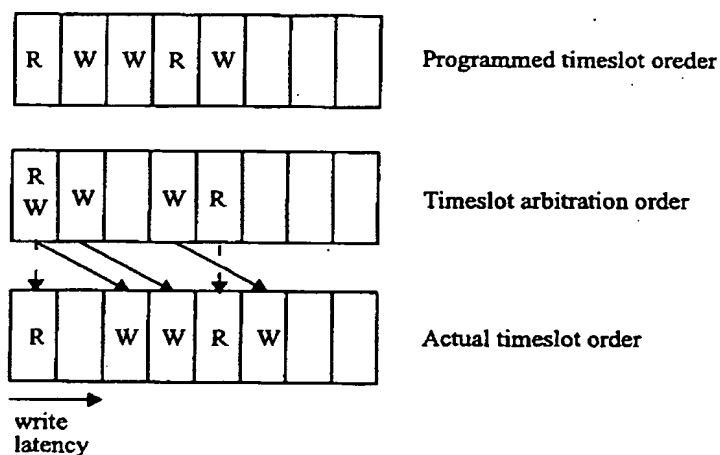 R W W R W Programmed timeslot oreder
R
W W W R Timeslot arbitration order
R W W R W Actual timeslot order
write
latency